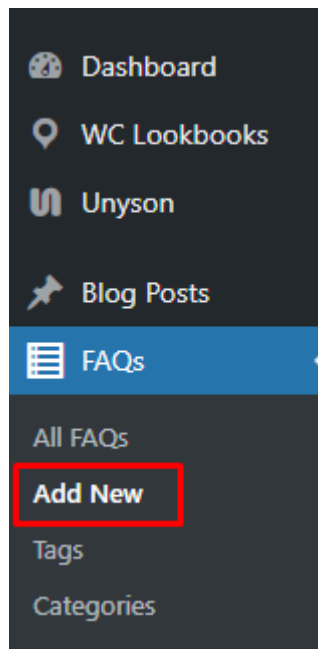 Dashboard
WC Lookbooks
Unyson
Blog Posts
FAQs
All FAQs
Add New
Tags
Categories